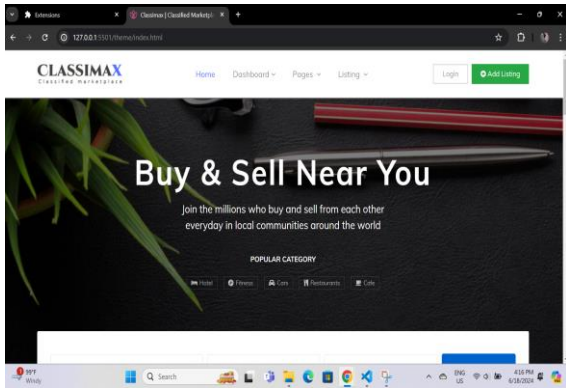 Extensions
Classimax | Classified Marketpl
127.0.0.1:5501/theme/index.html
CLASSIMAX
Classified marketplace
Home Dashboard Pages Listing
Login Add Listing
Buy & Sell Near You
Join the millions who buy and sell from each other
everyday in local communities around the world
POPULAR CATEGORY
Hotel Fitness Cars Restaurants Cafe
99°F
Windy
Search
ENG
US
4:16 PM
6/18/2024